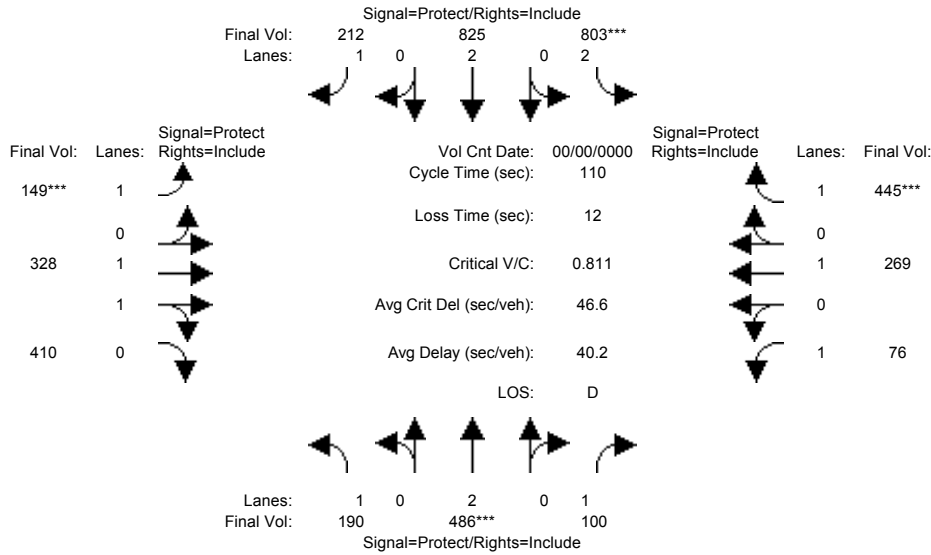 Signal=Protect/Rights=Include
Final Vol: 212 825 803***
Lanes: 1 0 2 0 2
Signal=Protect Signal=Protect
Final Vol: Lanes: Rights=Include Vol Cnt Date: 00/00/0000 Rights=Include Lanes: Final Vol:
Cycle Time (sec): 110
149*** 1 1 445***
Loss Time (sec): 12
0 0
328 1 Critical V/C: 0.811 1 269
1 Avg Crit Del (sec/veh): 46.6 0
410 0 Avg Delay (sec/veh): 40.2 1 76
LOS: D
Lanes: 1 0 2 0 1
Final Vol: 190 486*** 100
Signal=Protect/Rights=Include